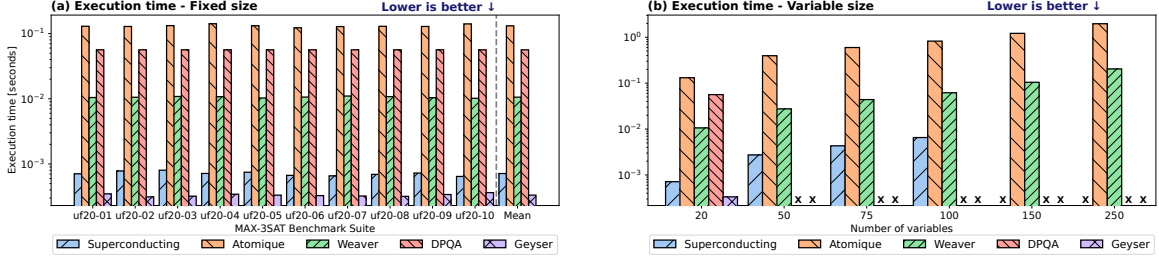 (a) Execution time - Fixed size
Lower is better ↓
Execution time [seconds]
10⁻¹
10⁻²
10⁻³
uf20-01 uf20-02 uf20-03 uf20-04 uf20-05 uf20-06 uf20-07 uf20-08 uf20-09 uf20-10 Mean
MAX-3SAT Benchmark Suite
Superconducting Atomique Weaver DPQA Geyser
(b) Execution time - Variable size
Lower is better ↓
10⁰
10⁻¹
10⁻²
10⁻³
x x x x x x x x x x x x
20 50 75 100 150 250
Number of variables
Superconducting Atomique Weaver DPQA Geyser